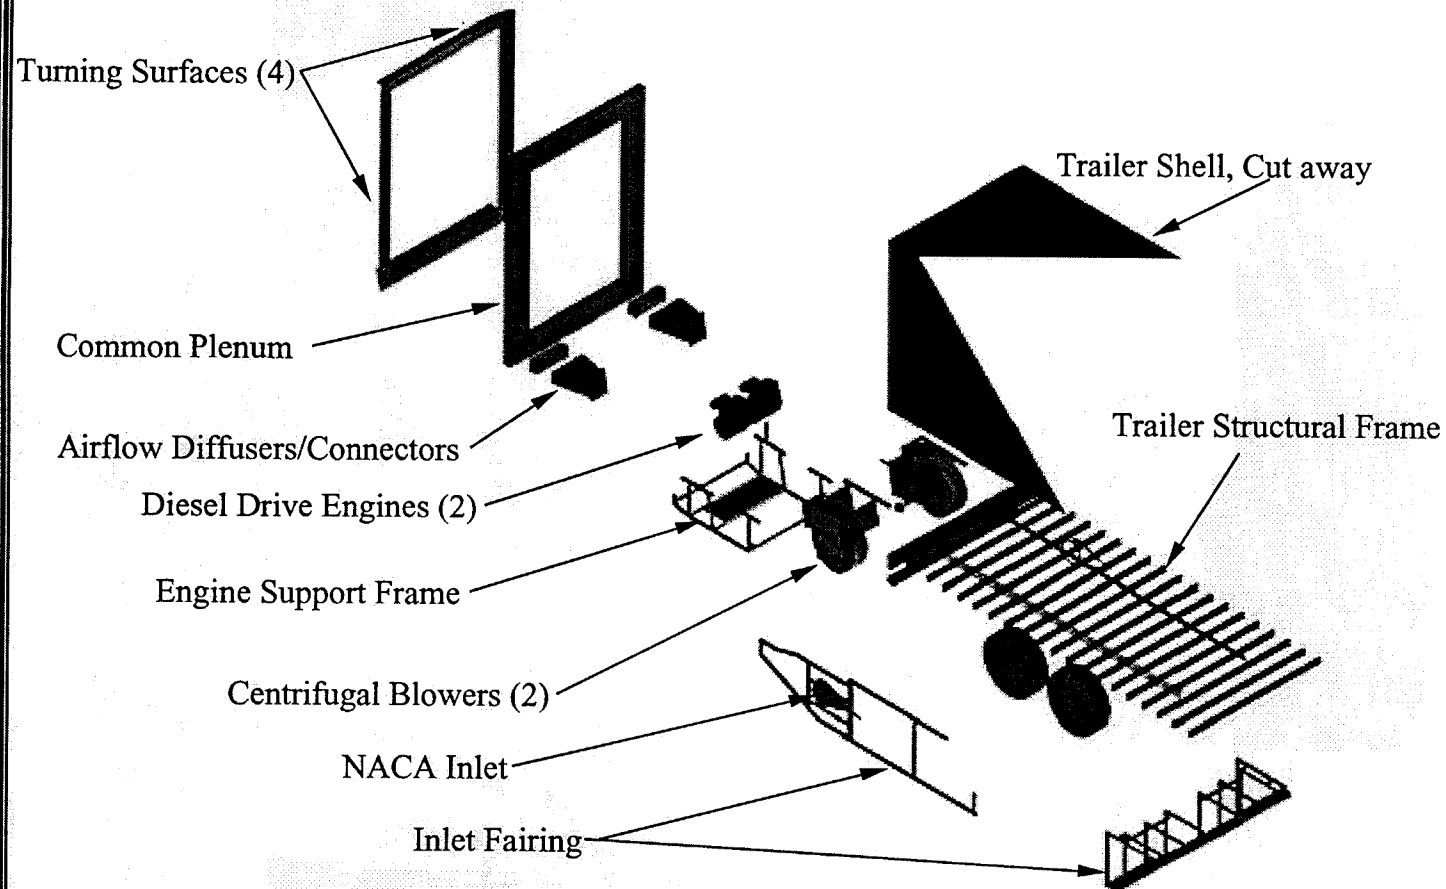 Turning Surfaces (4)
Trailer Shell, Cut away
Common Plenum
Trailer Structural Frame
Airflow Diffusers/Connectors
Diesel Drive Engines (2)
Engine Support Frame
Centrifugal Blowers (2)
NACA Inlet
Inlet Fairing